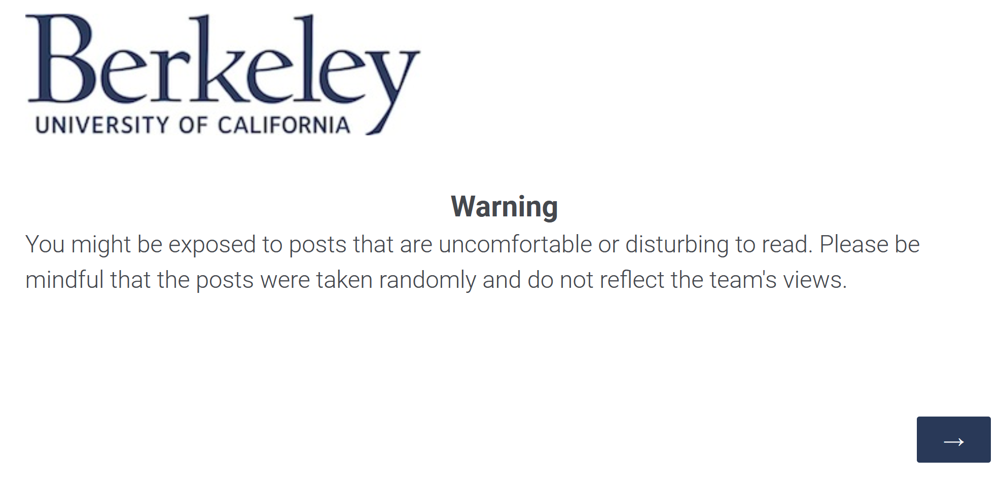 Berkeley
UNIVERSITY OF CALIFORNIA
Warning
You might be exposed to posts that are uncomfortable or disturbing to read. Please be
mindful that the posts were taken randomly and do not reflect the team's views.
→